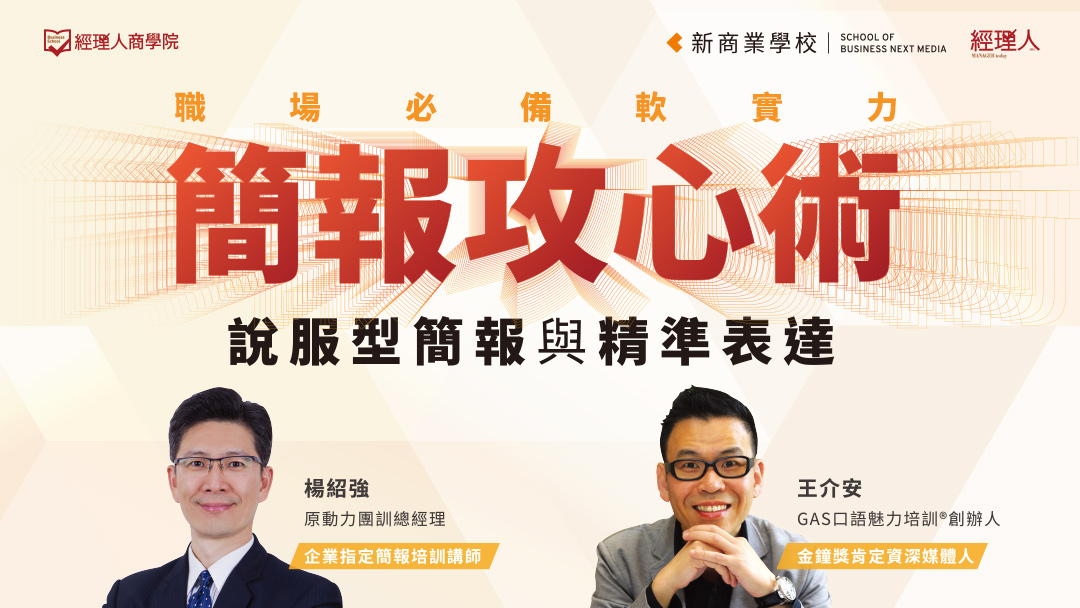 Business School
經理人商學院
新商業學校
SCHOOL OF
BUSINESS NEXT MEDIA
經理人
MANAGER today
職場必備軟實力
簡報攻心術
說服型簡報與精準表達
楊紹強
原動力團訓總經理
企業指定簡報培訓講師
王介安
GAS口語魅力培訓®創辦人
金鐘獎肯定資深媒體人